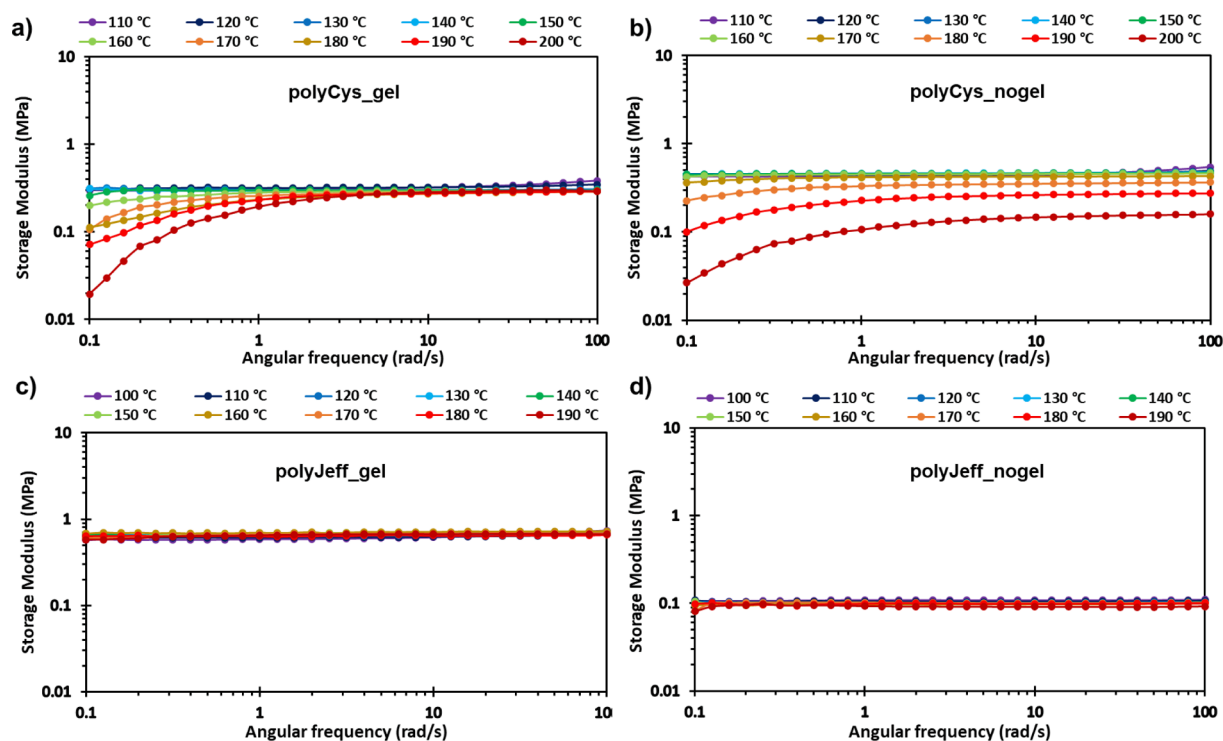 a)
110 °C 120 °C 130 °C 140 °C 150 °C
160 °C 170 °C 180 °C 190 °C 200 °C
10
1
0.1
0.01
Storage Modulus (MPa)
polyCys_gel
0.1 1 10 100
Angular frequency (rad/s)
b)
110 °C 120 °C 130 °C 140 °C 150 °C
160 °C 170 °C 180 °C 190 °C 200 °C
10
1
0.1
0.01
Storage Modulus (MPa)
polyCys_nogel
0.1 1 10 100
Angular frequency (rad/s)
c)
100 °C 110 °C 120 °C 130 °C 140 °C
150 °C 160 °C 170 °C 180 °C 190 °C
10
1
0.1
0.01
Storage Modulus (MPa)
polyJeff_gel
0.1 1 10 10
Angular frequency (rad/s)
d)
100 °C 110 °C 120 °C 130 °C 140 °C
150 °C 160 °C 170 °C 180 °C 190 °C
10
1
0.1
0.01
Storage Modulus (MPa)
polyJeff_nogel
0.1 1 10 100
Angular frequency (rad/s)